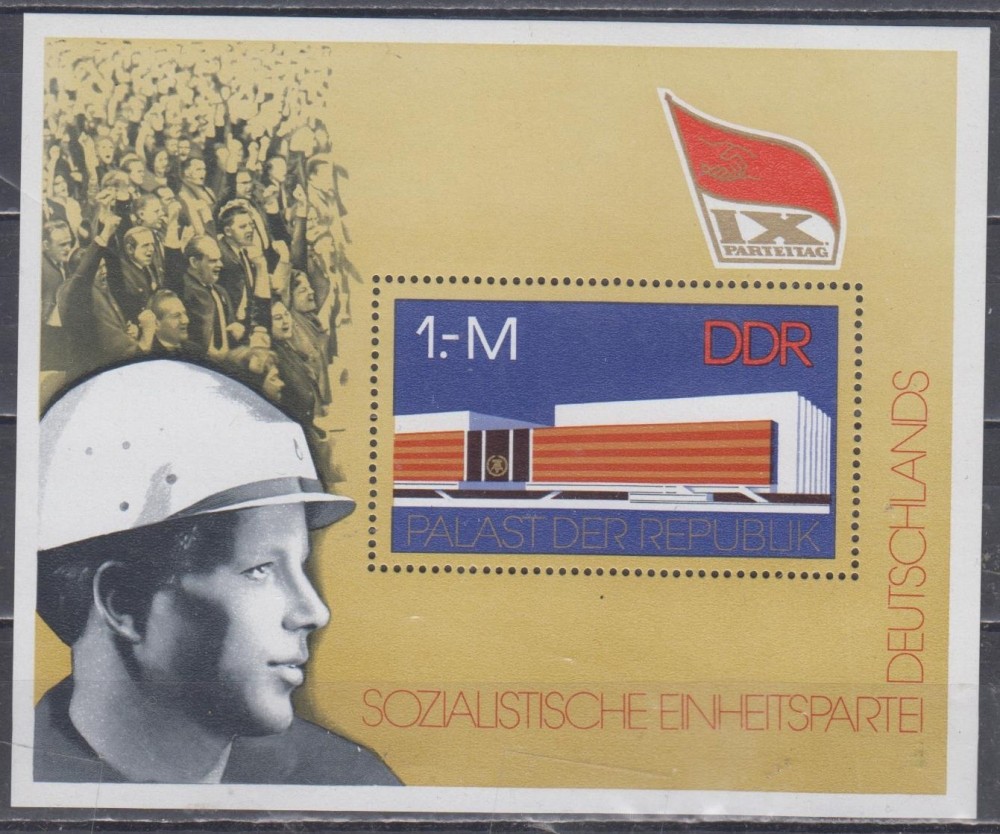 IX.
PARTEITAG
1.-M DDR
PALAST DER REPUBLIK
SOZIALISTISCHE EINHEITSPARTEI
DEUTSCHLANDS